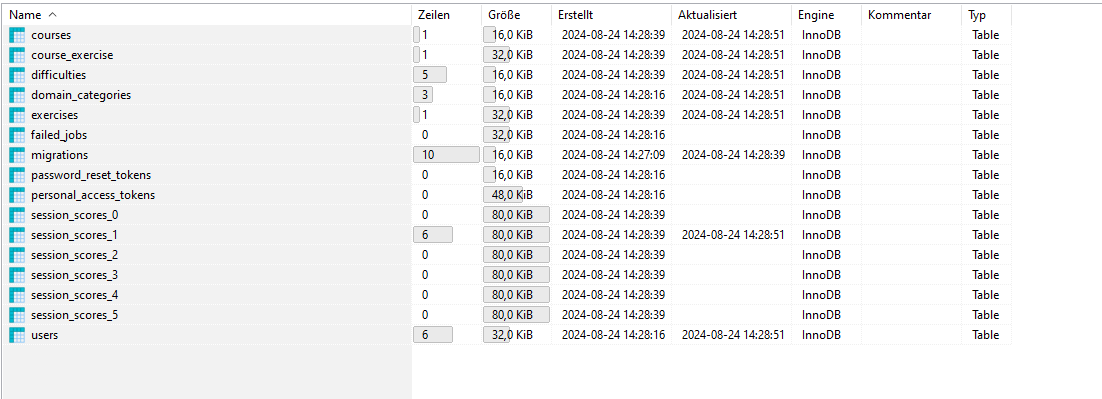 Name Zeilen Größe Erstellt Aktualisiert Engine Kommentar Typ
courses 1 16,0 KiB 2024-08-24 14:28:39 2024-08-24 14:28:51 InnoDB Table
course_exercise 1 32,0 KiB 2024-08-24 14:28:39 2024-08-24 14:28:51 InnoDB Table
difficulties 5 16,0 KiB 2024-08-24 14:28:39 2024-08-24 14:28:51 InnoDB Table
domain_categories 3 16,0 KiB 2024-08-24 14:28:16 2024-08-24 14:28:51 InnoDB Table
exercises 1 32,0 KiB 2024-08-24 14:28:39 2024-08-24 14:28:51 InnoDB Table
failed_jobs 0 32,0 KiB 2024-08-24 14:28:16 InnoDB Table
migrations 10 16,0 KiB 2024-08-24 14:27:09 2024-08-24 14:28:39 InnoDB Table
password_reset_tokens 0 16,0 KiB 2024-08-24 14:28:16 InnoDB Table
personal_access_tokens 0 48,0 KiB 2024-08-24 14:28:16 InnoDB Table
session_scores_0 0 80,0 KiB 2024-08-24 14:28:39 InnoDB Table
session_scores_1 6 80,0 KiB 2024-08-24 14:28:39 2024-08-24 14:28:51 InnoDB Table
session_scores_2 0 80,0 KiB 2024-08-24 14:28:39 InnoDB Table
session_scores_3 0 80,0 KiB 2024-08-24 14:28:39 InnoDB Table
session_scores_4 0 80,0 KiB 2024-08-24 14:28:39 InnoDB Table
session_scores_5 0 80,0 KiB 2024-08-24 14:28:39 InnoDB Table
users 6 32,0 KiB 2024-08-24 14:28:16 2024-08-24 14:28:51 InnoDB Table